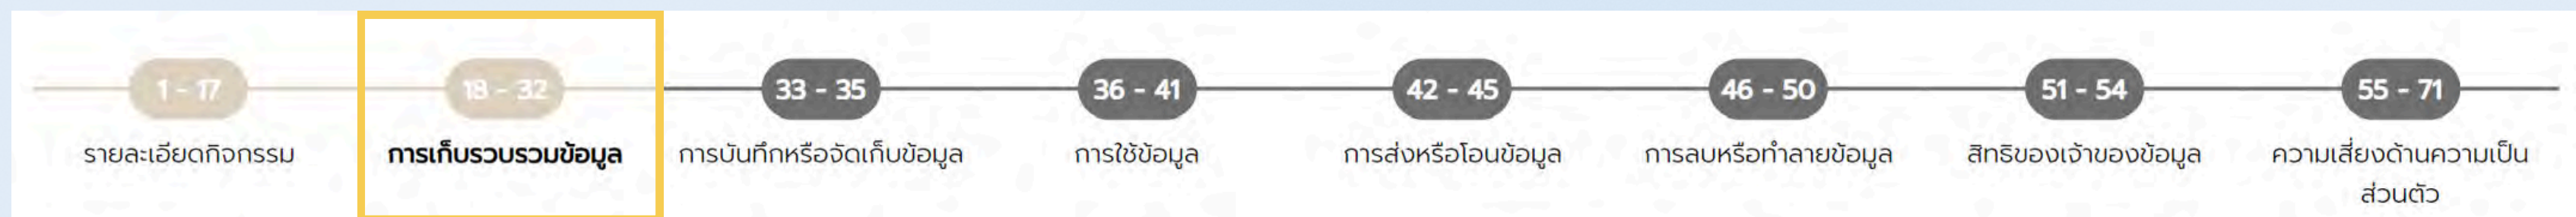 1 - 17
รายละเอียดกิจกรรม
18 - 32
การเก็บรวบรวมข้อมูล
33 - 35
การบันทึกหรือจัดเก็บข้อมูล
36 - 41
การใช้ข้อมูล
42 - 45
การส่งหรือโอนข้อมูล
46 - 50
การลบหรือทำลายข้อมูล
51 - 54
สิทธิของเจ้าของข้อมูล
55 - 71
ความเสี่ยงด้านความเป็น
ส่วนตัว